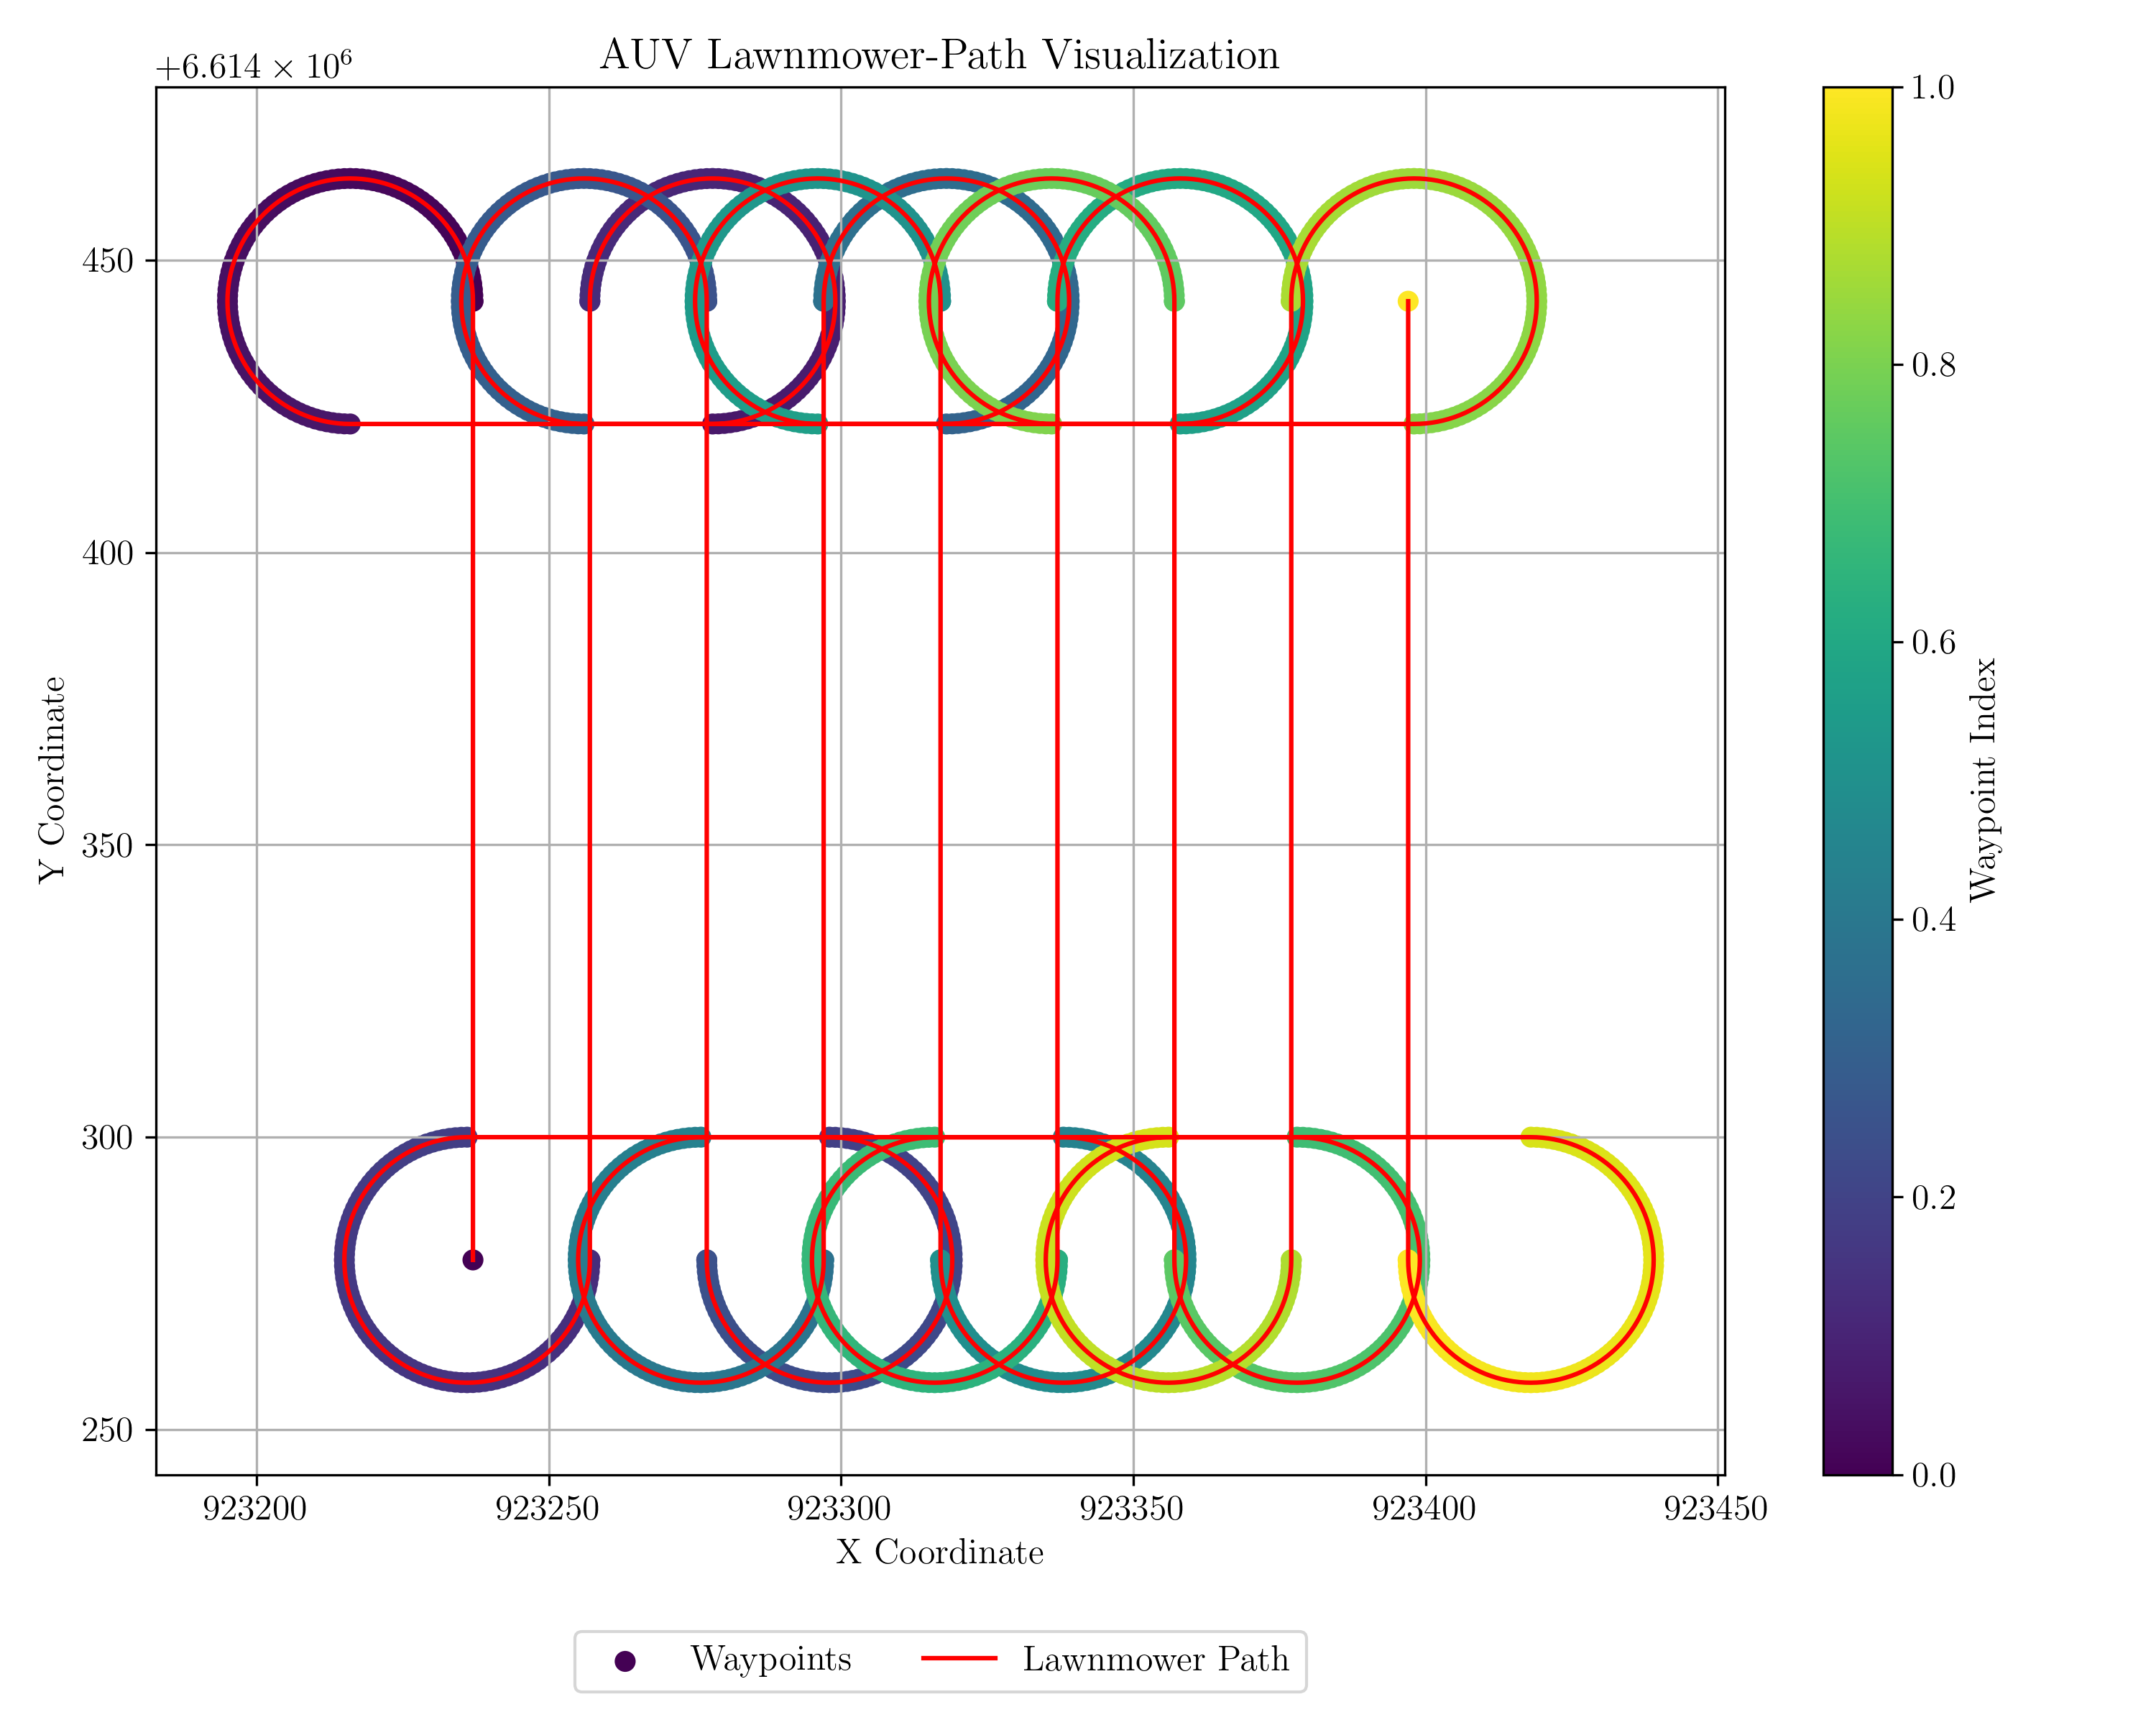 AUV Lawnmower-Path Visualization
+6.614 × 10⁶
450
400
350
300
250
Y Coordinate
923200 923250 923300 923350 923400 923450
X Coordinate
1.0
0.8
0.6
0.4
0.2
0.0
Waypoint Index
Waypoints Lawnmower Path